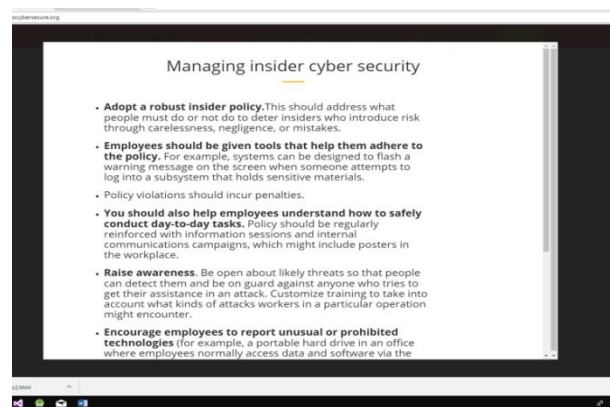 ocybersecure.org
Managing insider cyber security
• Adopt a robust insider policy.This should address what
people must do or not do to deter insiders who introduce risk
through carelessness, negligence, or mistakes.
• Employees should be given tools that help them adhere to
the policy. For example, systems can be designed to flash a
warning message on the screen when someone attempts to
log into a subsystem that holds sensitive materials.
• Policy violations should incur penalties.
• You should also help employees understand how to safely
conduct day-to-day tasks. Policy should be regularly
reinforced with information sessions and internal
communications campaigns, which might include posters in
the workplace.
• Raise awareness. Be open about likely threats so that people
can detect them and be on guard against anyone who tries to
get their assistance in an attack. Customize training to take into
account what kinds of attacks workers in a particular operation
might encounter.
• Encourage employees to report unusual or prohibited
technologies (for example, a portable hard drive in an office
where employees normally access data and software via the